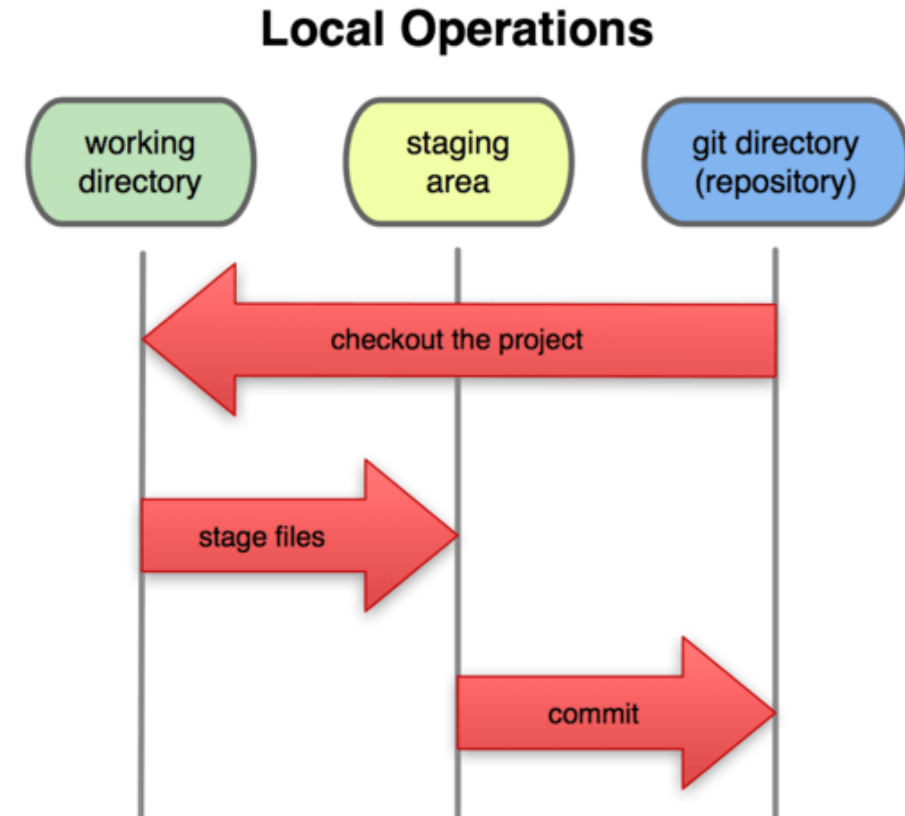 Local Operations
working
directory
staging
area
git directory
(repository)
checkout the project
stage files
commit